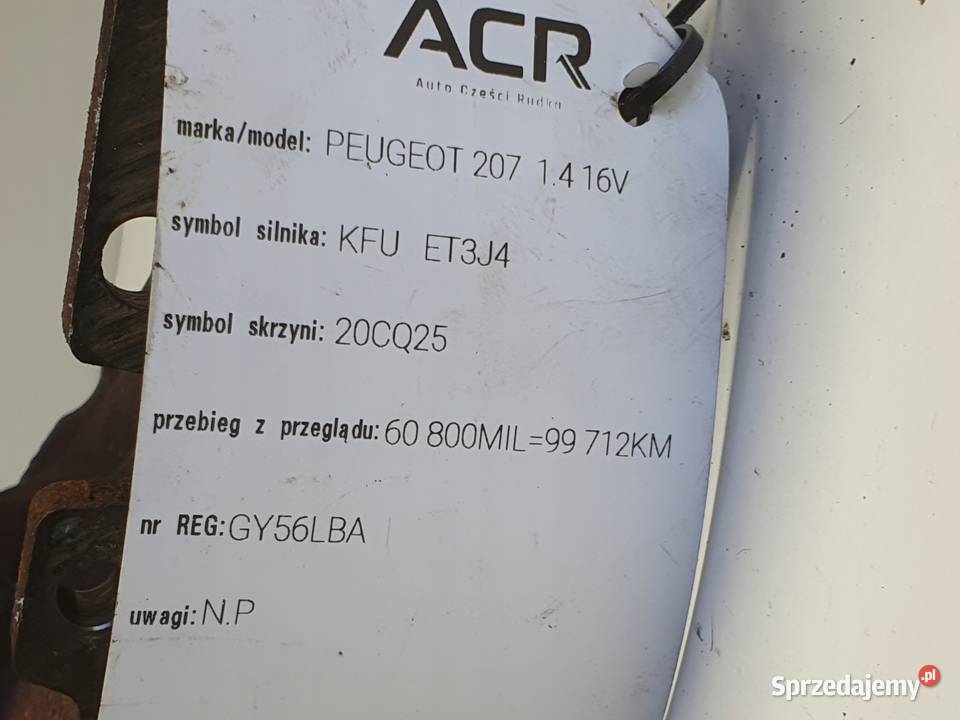 ACR
Auto Części Rudka
marka/model: PEUGEOT 207 1.4 16V
symbol silnika: KFU ET3J4
symbol skrzyni: 20CQ25
przebieg z przeglądu: 60 800MIL=99 712KM
nr REG: GY56LBA
uwagi: N.P
Sprzedajemy.pl